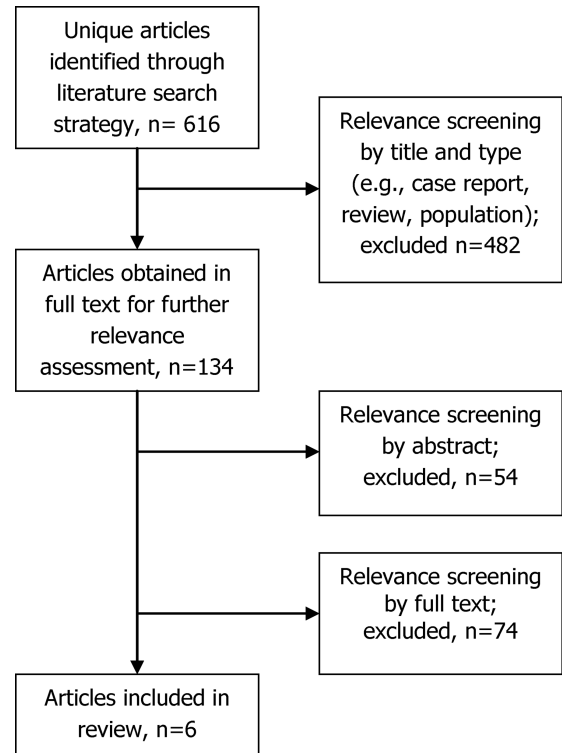 Unique articles
identified through
literature search
strategy, n= 616
Relevance screening
by title and type
(e.g., case report,
review, population);
excluded n=482
Articles obtained in
full text for further
relevance
assessment, n=134
Relevance screening
by abstract;
excluded, n=54
Relevance screening
by full text;
excluded, n=74
Articles included in
review, n=6